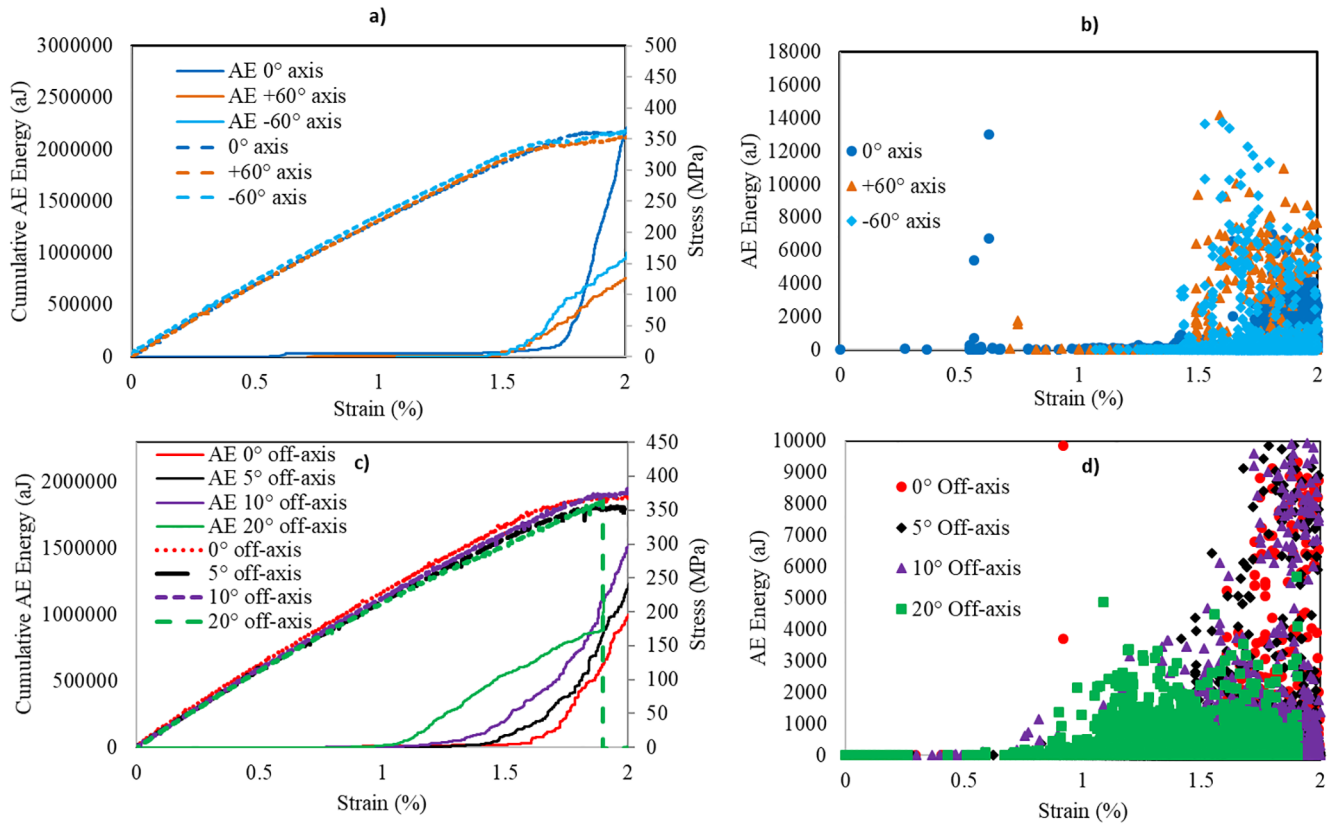 a)
Cumulative AE Energy (aJ)
3000000
2500000
2000000
1500000
1000000
500000
0
AE 0° axis
AE +60° axis
AE -60° axis
0° axis
+60° axis
-60° axis
500
450
400
350
300
250
200
150
100
50
0
Stress (MPa)
0
0.5
1
1.5
2
Strain (%)
b)
AE Energy (aJ)
18000
16000
14000
12000
10000
8000
6000
4000
2000
0
0° axis
+60° axis
-60° axis
0
0.5
1
1.5
2
Strain (%)
c)
Cumulative AE Energy (aJ)
2000000
1500000
1000000
500000
0
AE 0° off-axis
AE 5° off-axis
AE 10° off-axis
AE 20° off-axis
0° off-axis
5° off-axis
10° off-axis
20° off-axis
450
400
350
300
250
200
150
100
50
0
Stress (MPa)
0
0.5
1
1.5
2
Strain (%)
d)
AE Energy (aJ)
10000
9000
8000
7000
6000
5000
4000
3000
2000
1000
0
0° Off-axis
5° Off-axis
10° Off-axis
20° Off-axis
0
0.5
1
1.5
2
Strain (%)